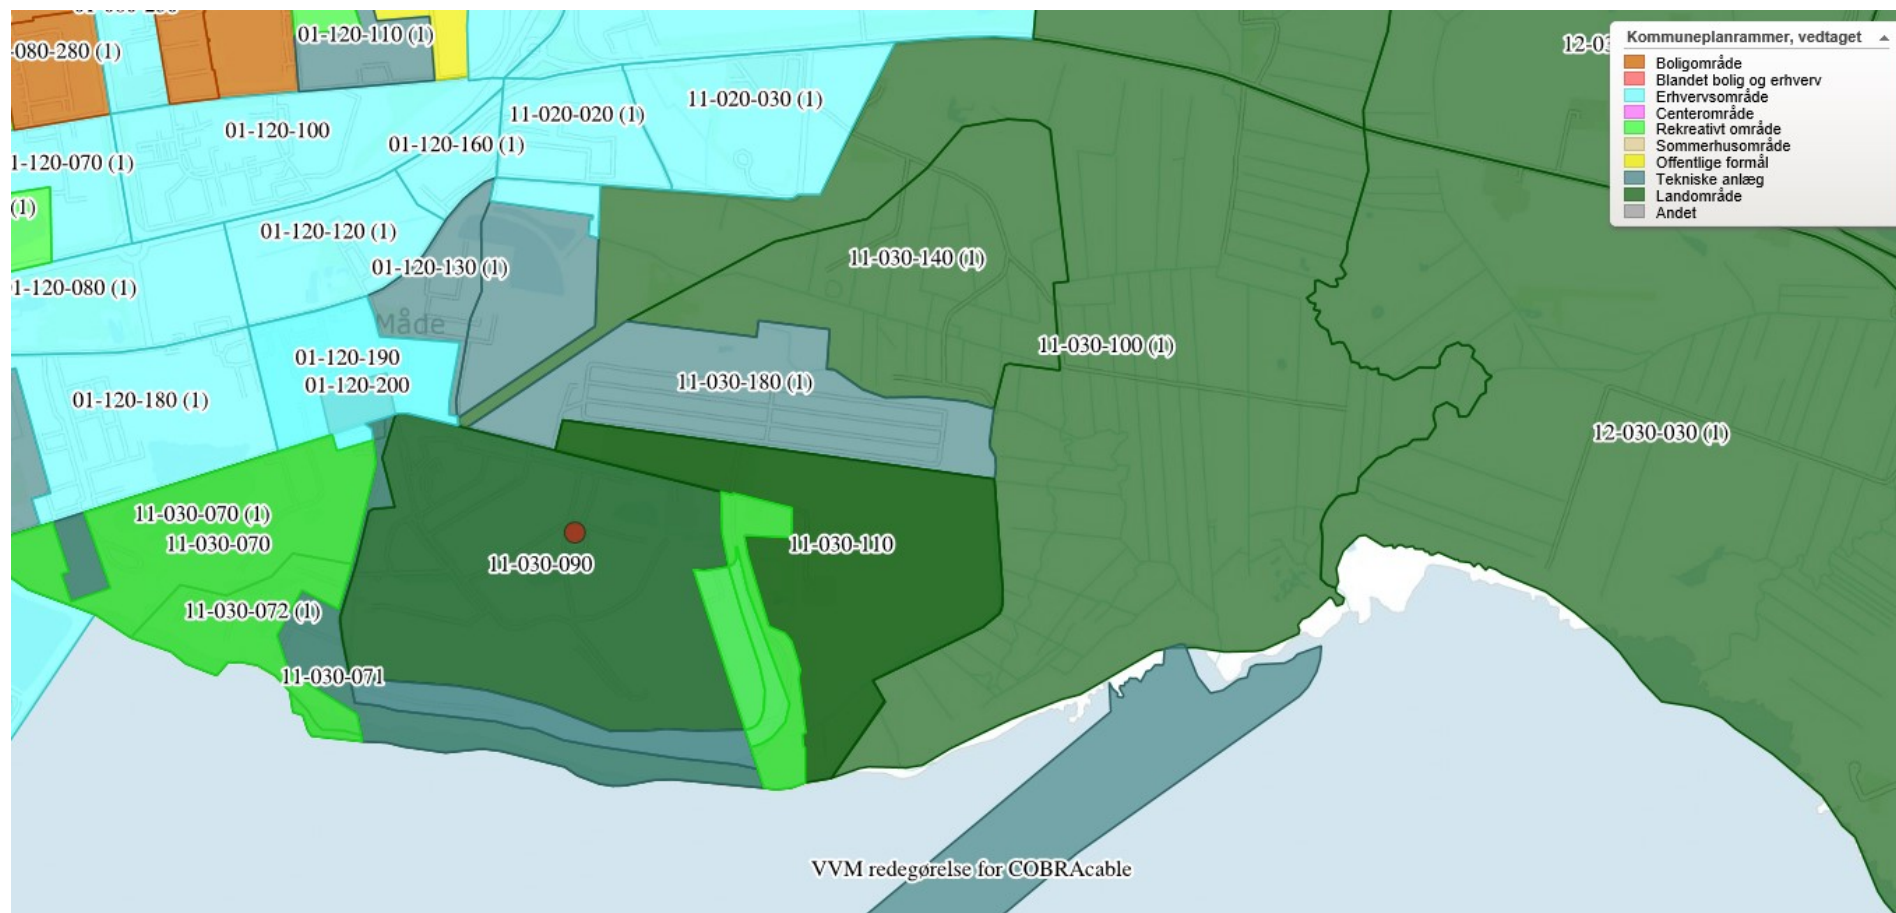 01-120-110 (1)
-080-280 (1)
Kommuneplanrammer, vedtaget
Boligområde
Blandet bolig og erhverv
Erhvervsområde
Centerområde
Rekreativt område
Sommerhusområde
Offentlige formål
Tekniske anlæg
Landområde
Andet
12-03
11-020-030 (1)
11-020-020 (1)
01-120-100
01-120-160 (1)
1-120-070 (1)
(1)
01-120-120 (1)
11-030-140 (1)
01-120-130 (1)
1-120-080 (1)
Måde
11-030-100 (1)
01-120-190
11-030-180 (1)
01-120-200
01-120-180 (1)
12-030-030 (1)
11-030-070 (1)
11-030-070
11-030-110
11-030-090
11-030-072 (1)
11-030-071
VVM redegørelse for COBRAcable